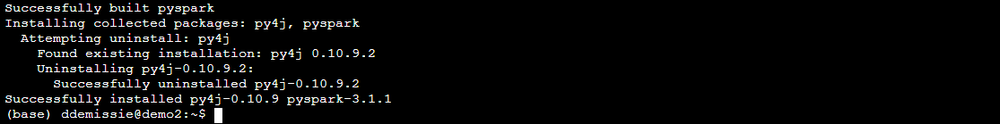 Successfully built pyspark
Installing collected packages: py4j, pyspark
Attempting uninstall: py4j
Found existing installation: py4j 0.10.9.2
Uninstalling py4j-0.10.9.2:
Successfully uninstalled py4j-0.10.9.2
Successfully installed py4j-0.10.9 pyspark-3.1.1
(base) ddemissie@demo2:~$